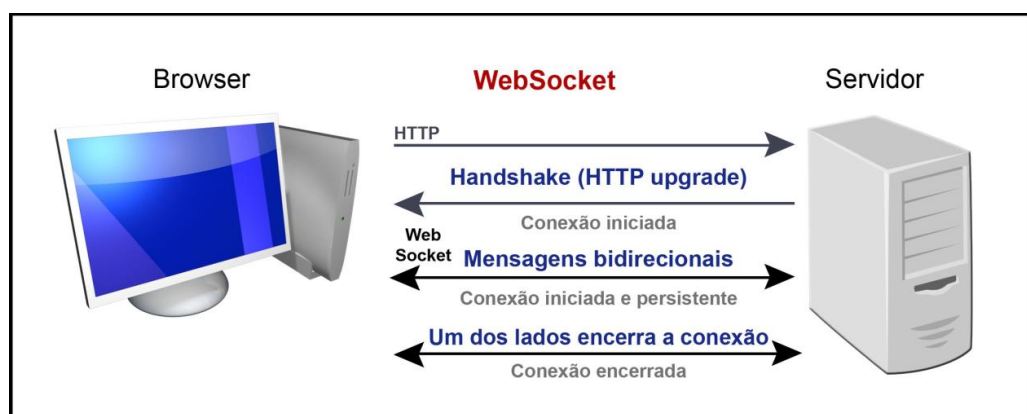 Browser
WebSocket
Servidor
HTTP
Handshake (HTTP upgrade)
Conexão iniciada
Web
Socket
Mensagens bidirecionais
Conexão iniciada e persistente
Um dos lados encerra a conexão
Conexão encerrada